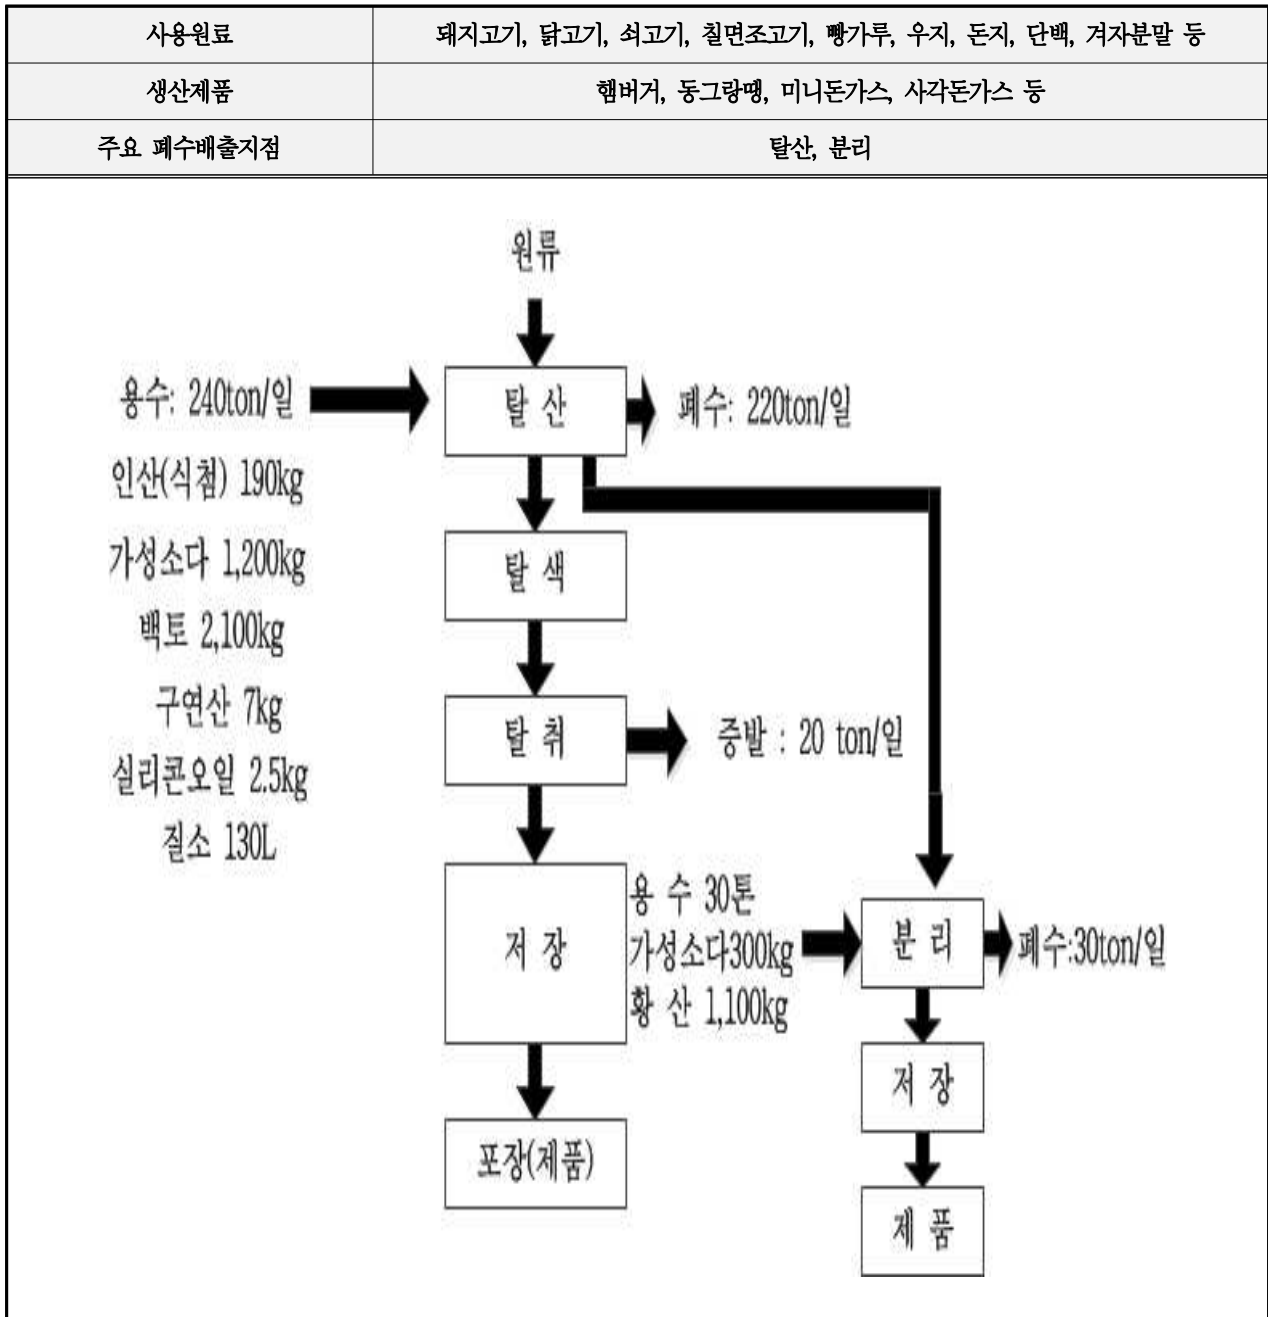 사용원료 돼지고기, 닭고기, 쇠고기, 칠면조고기, 빵가루, 우지, 돈지, 단백, 겨자분말 등
생산제품 햄버거, 동그랑땡, 미니돈가스, 사각돈가스 등
주요 폐수배출지점 탈산, 분리
원류
용수: 240ton/일
탈 산
폐수: 220ton/일
인산(식첨) 190kg
가성소다 1,200kg
백토 2,100kg
구연산 7kg
실리콘오일 2.5kg
질소 130L
탈 색
탈 취
증발 : 20 ton/일
저 장
용 수 30톤
가성소다300kg
황 산 1,100kg
분 리
폐수:30ton/일
저 장
포장(제품)
제 품